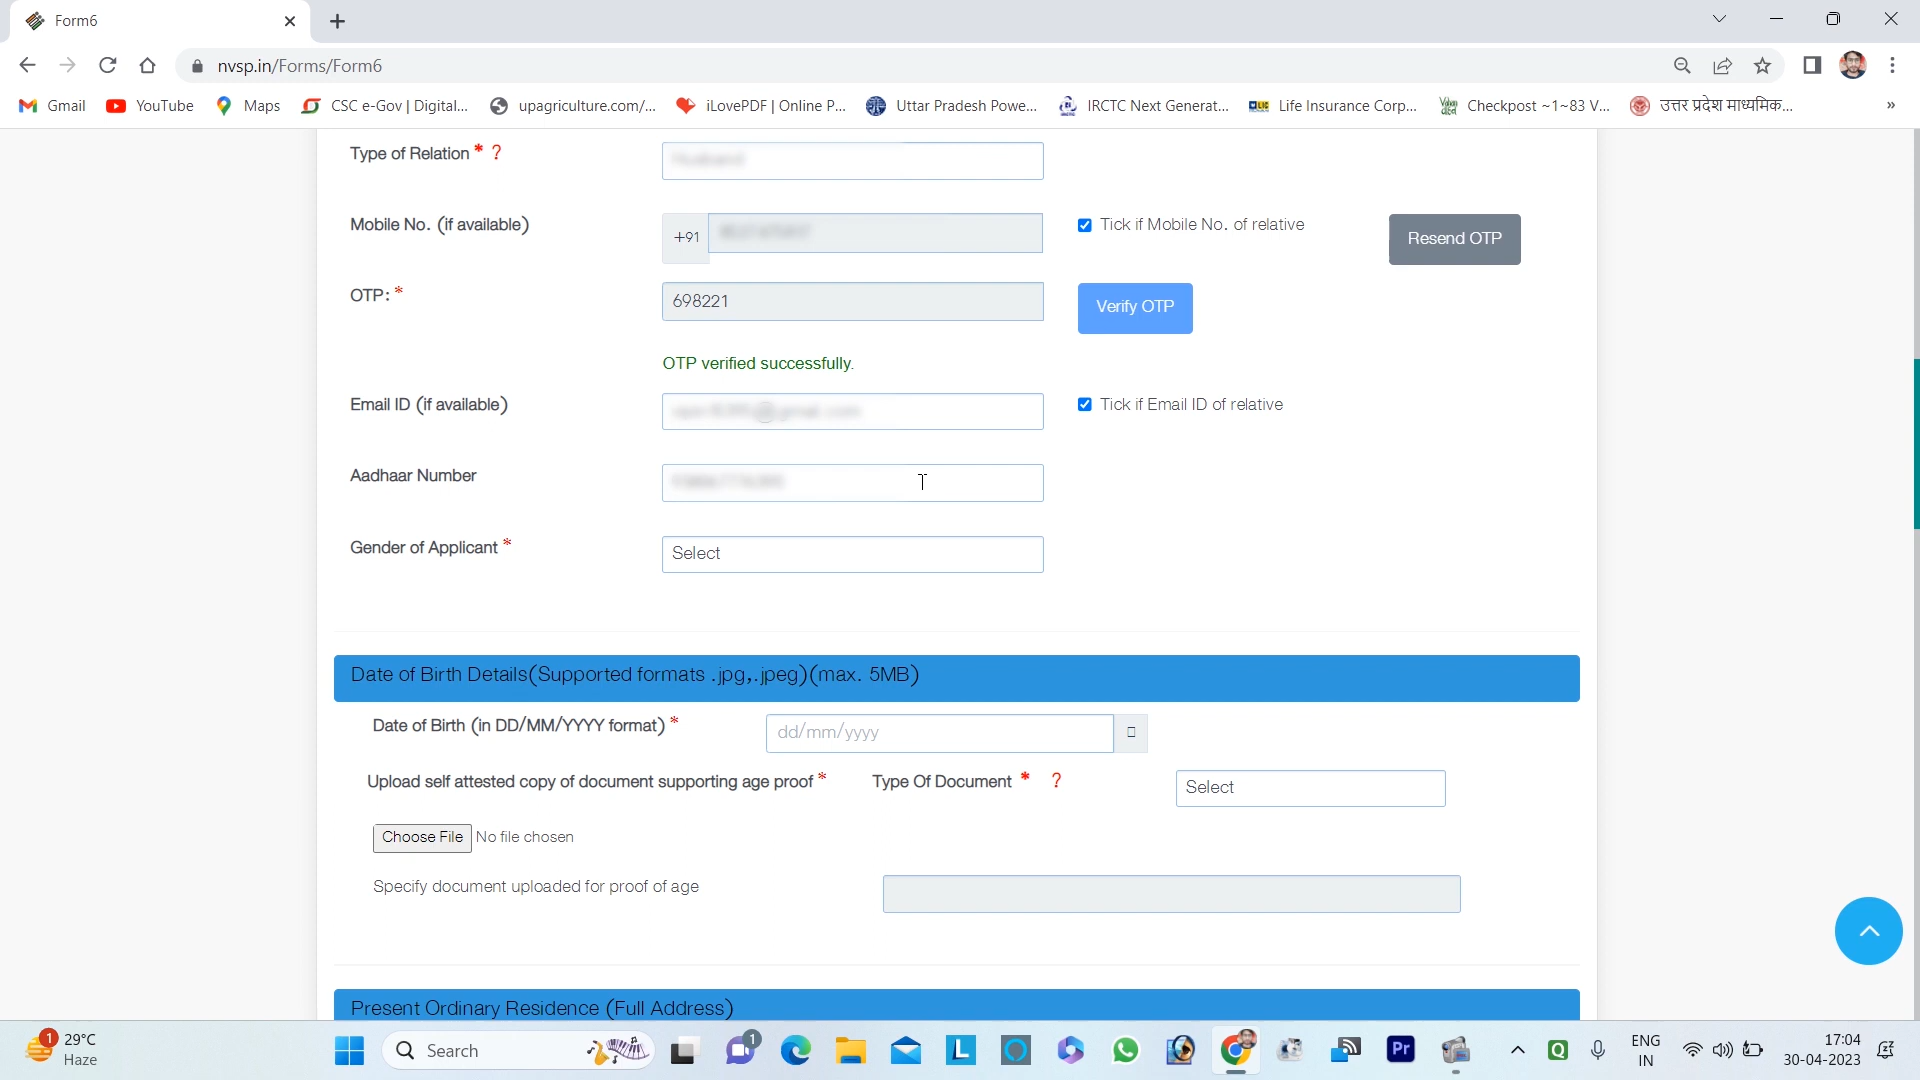 Form6
nvsp.in/Forms/Form6
Gmail YouTube Maps CSC e-Gov | Digital... upagriculture.com/... iLovePDF | Online P... Uttar Pradesh Powe... IRCTC Next Generat... Life Insurance Corp... Checkpost ~1~83 V... उत्तर प्रदेश माध्यमिक... »
Type of Relation * ?
Mobile No. (if available) +91 Tick if Mobile No. of relative Resend OTP
OTP: * 698221 Verify OTP
OTP verified successfully.
Email ID (if available) Tick if Email ID of relative
Aadhaar Number
Gender of Applicant * Select
Date of Birth Details(Supported formats .jpg,.jpeg)(max. 5MB)
Date of Birth (in DD/MM/YYYY format) * dd/mm/yyyy
Upload self attested copy of document supporting age proof * Type Of Document * ? Select
Choose File No file chosen
Specify document uploaded for proof of age
Present Ordinary Residence (Full Address)
1 29°C Search 1 L Pr Q ENG 17:04
Haze IN 30-04-2023